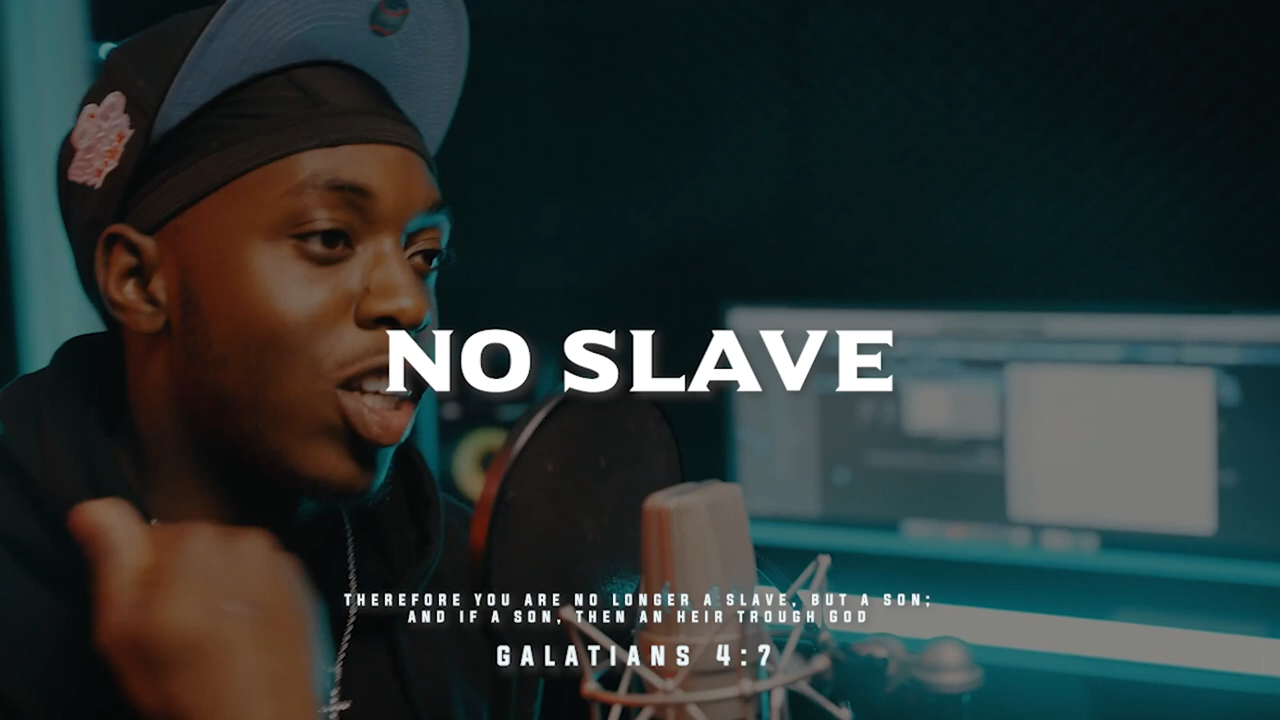 NO SLAVE
THEREFORE YOU ARE NO LONGER A SLAVE, BUT A SON;
AND IF A SON, THEN AN HEIR TROUGH GOD
GALATIANS 4:7